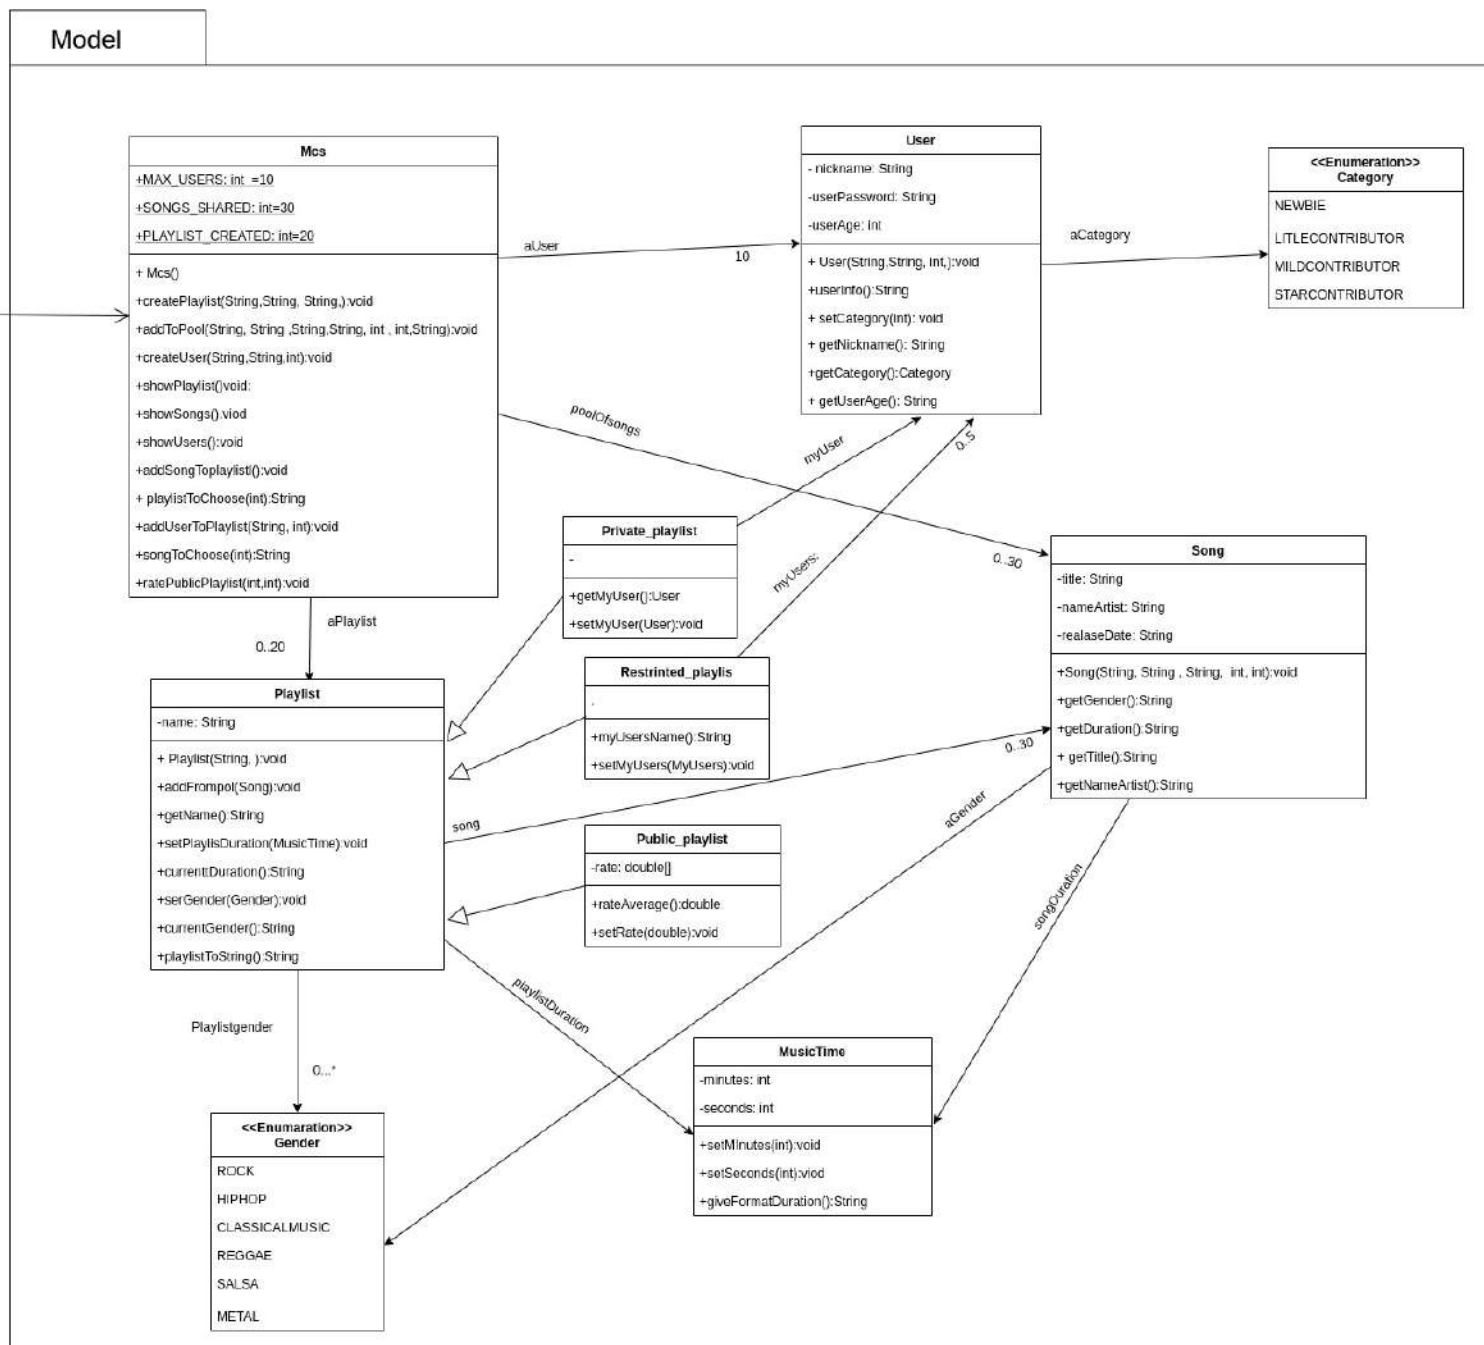 Model
Mcs
+MAX_USERS: int =10
+SONGS_SHARED: int=30
+PLAYLIST_CREATED: int=20
+ Mcs()
+createPlaylist(String,String, String,):void
+addToPool(String, String ,String,String, int , int,String):void
+createUser(String,String,int):void
+showPlaylist()void:
+showSongs().viod
+showUsers():void
+addSongToplaylist():void
+ playlistToChoose(int):String
+addUserToPlaylist(String, int):void
+songToChoose(int):String
+ratePublicPlaylist(int,int):void
aUser
10
User
- nickname: String
-userPassword: String
-userAge: int
+ User(String,String, int,):void
+userInfo():String
+ setCategory(int): void
+ getNickname(): String
+getCategory():Category
+ getUserAge(): String
aCategory
<<Enumeration>>
Category
NEWBIE
LITLECONTRIBUTOR
MILDCONTRIBUTOR
STARCONTRIBUTOR
poolOfsongs
0..30
myUser
myUsers:
0..5
Private_playlist
-
+getMyUser():User
+setMyUser(User):void
Restrinted_playlis
.
+myUsersName():String
+setMyUsers(MyUsers):void
Song
-title: String
-nameArtist: String
-realaseDate: String
+Song(String, String , String, int, int):void
+getGender():String
+getDuration():String
+ getTitle():String
+getNameArtist():String
aPlaylist
0..20
Playlist
-name: String
+ Playlist(String, ):void
+addFrompol(Song):void
+getName():String
+setPlaylisDuration(MusicTime):void
+currenttDuration():String
+serGender(Gender):void
+currentGender():String
+playlistToString():String
song
0..30
Public_playlist
-rate: double[]
+rateAverage():double
+setRate(double):void
aGender
songDuration
playlistDuration
Playlistgender
0...*
MusicTime
-minutes: int
-seconds: int
+setMinutes(int):void
+setSeconds(int):viod
+giveFormatDuration():String
<<Enumaration>>
Gender
ROCK
HIPHOP
CLASSICALMUSIC
REGGAE
SALSA
METAL